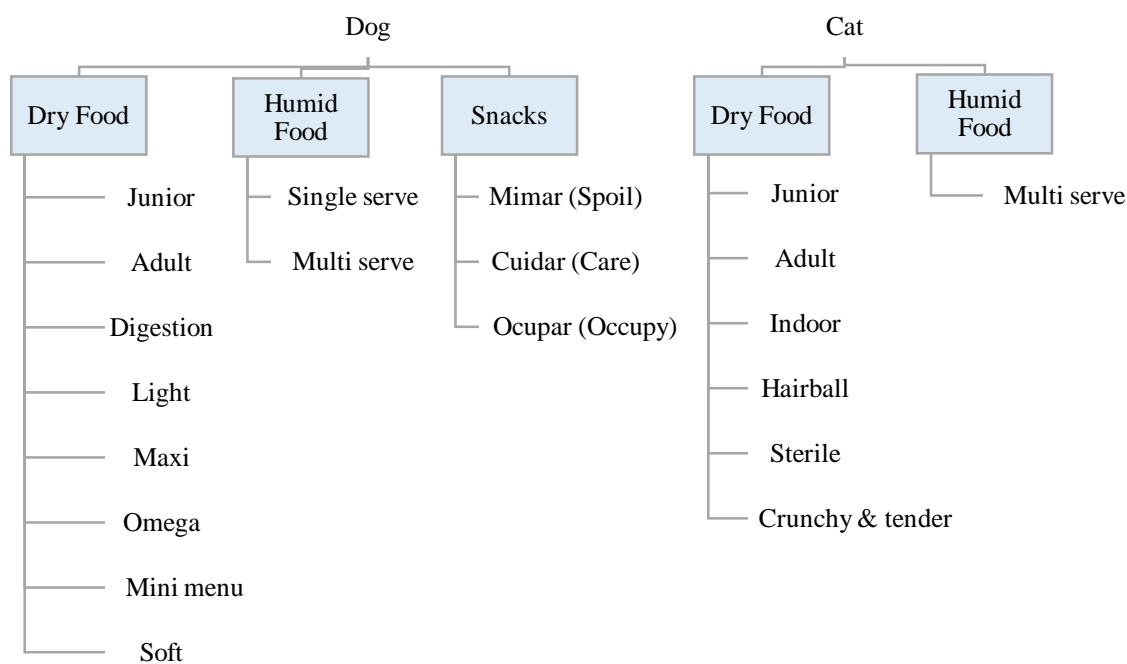 Dog
Dry Food
Humid
Food
Snacks
Junior
Adult
Digestion
Light
Maxi
Omega
Mini menu
Soft
Single serve
Multi serve
Mimar (Spoil)
Cuidar (Care)
Ocupar (Occupy)
Cat
Dry Food
Humid
Food
Junior
Adult
Indoor
Hairball
Sterile
Crunchy & tender
Multi serve